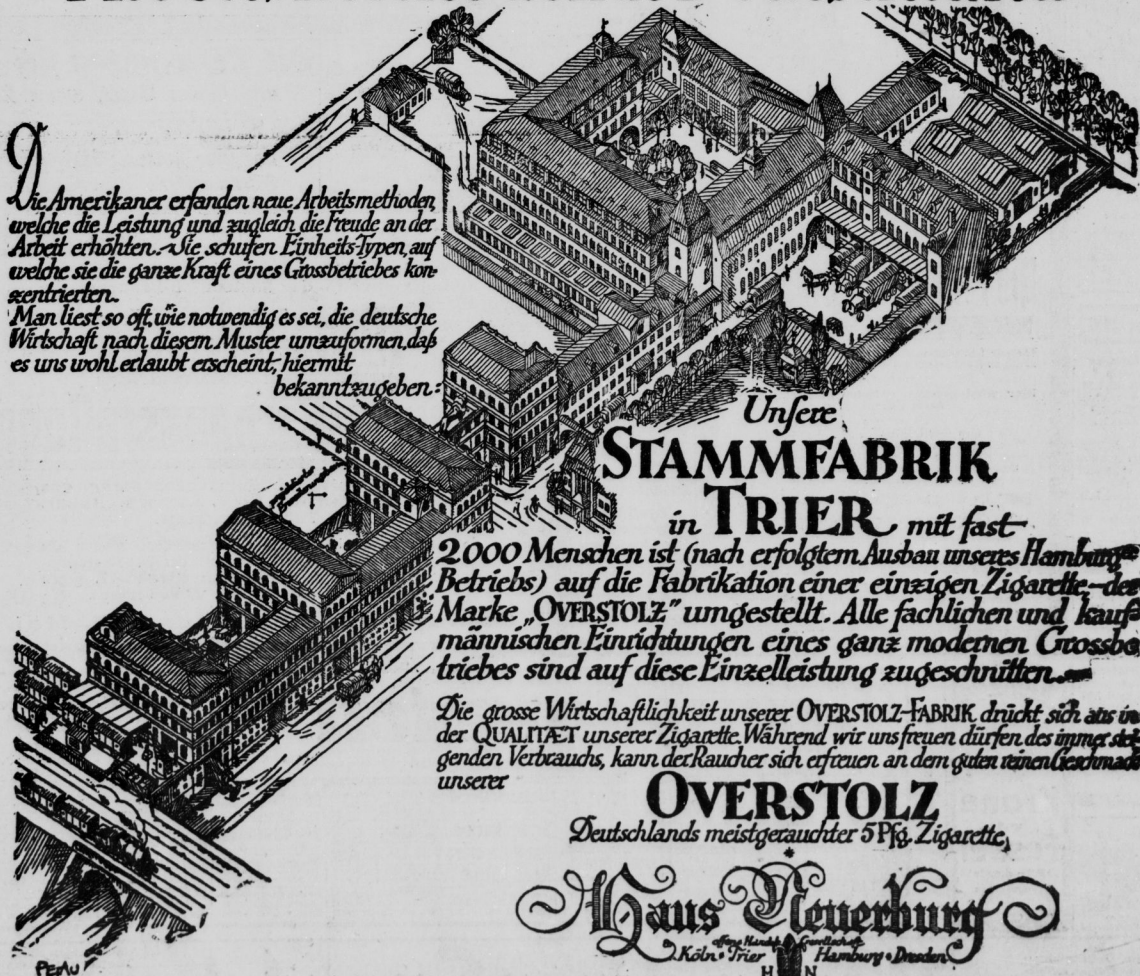 Die Amerikaner erfanden neue Arbeitsmethoden,
welche die Leistung und zugleich die Freude an der
Arbeit erhöhten. Sie schufen Einheits-Typen, auf
welche sie die ganze Kraft eines Grossbetriebes kon-
zentrierten.
Man liest so oft, wie notwendig es sei, die deutsche
Wirtschaft nach diesem Muster umzuformen, daß
es uns wohl erlaubt erscheint, hiermit
bekanntzugeben:
Unsere
STAMMFABRIK
in TRIER mit fast
2000 Menschen ist (nach erfolgtem Ausbau unseres Hamburg
Betriebs) auf die Fabrikation einer einzigen Zigarette – der
Marke „OVERSTOLZ" umgestellt. Alle fachlichen und kauf-
männischen Einrichtungen eines ganz modernen Grossbe
triebes sind auf diese Einzelleistung zugeschnitten.
Die grosse Wirtschaftlichkeit unserer OVERSTOLZ-FABRIK drückt sich aus in
der QUALITÆT unserer Zigarette. Während wir uns freuen dürfen des immer stei-
genden Verbrauchs, kann der Raucher sich erfreuen an dem guten reinen Geschmack
unserer
OVERSTOLZ
Deutschlands meistgerauchter 5 Pfg. Zigarette,
Haus Neuerburg
offene Handels Gesellschaft
Köln • Trier Hamburg • Dresden
H N
PERAU